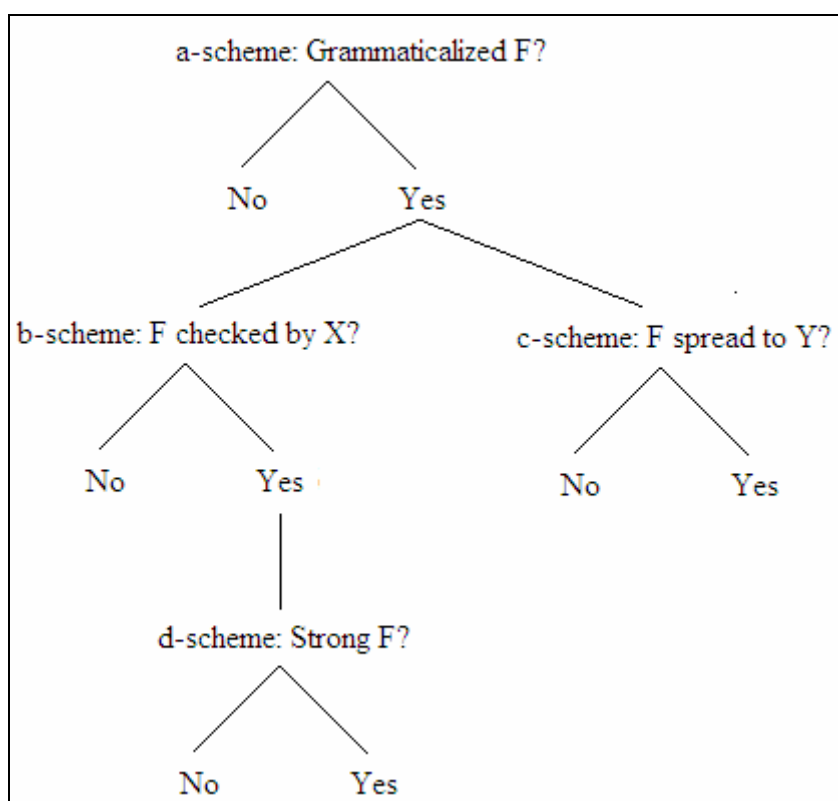 a-scheme: Grammaticalized F?
No Yes
b-scheme: F checked by X? c-scheme: F spread to Y?
No Yes No Yes
d-scheme: Strong F?
No Yes